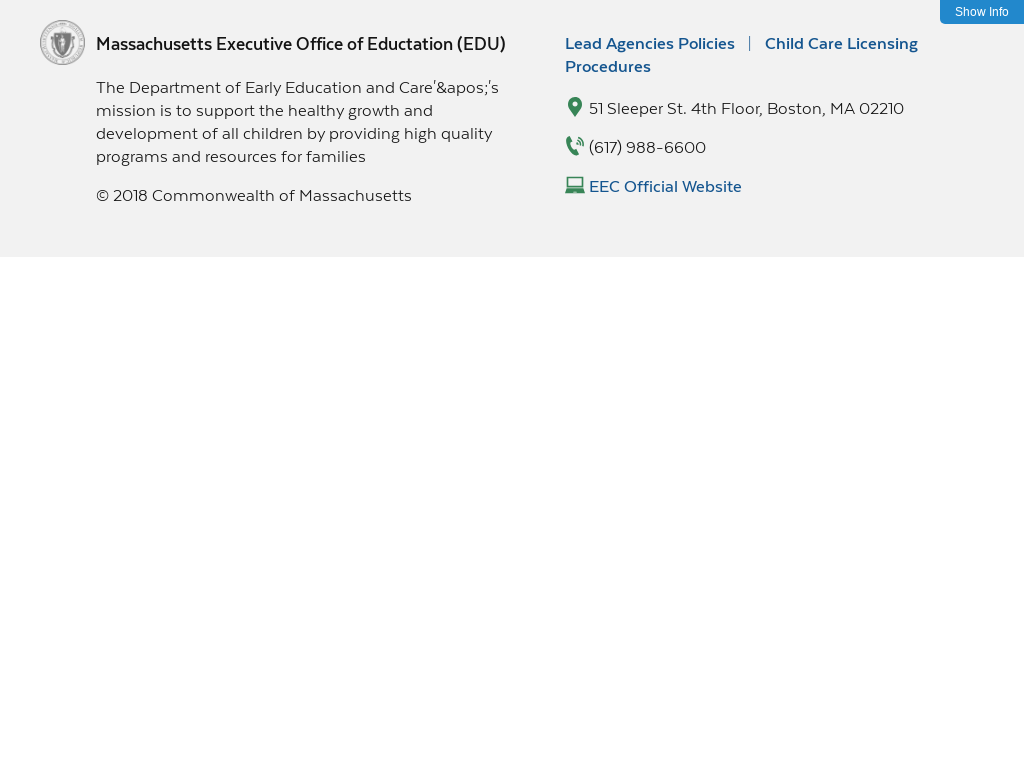 Show Info
Massachusetts Executive Office of Eductation (EDU)
The Department of Early Education and Care'&apos;'s
mission is to support the healthy growth and
development of all children by providing high quality
programs and resources for families
© 2018 Commonwealth of Massachusetts
Lead Agencies Policies | Child Care Licensing
Procedures
51 Sleeper St. 4th Floor, Boston, MA 02210
(617) 988-6600
EEC Official Website